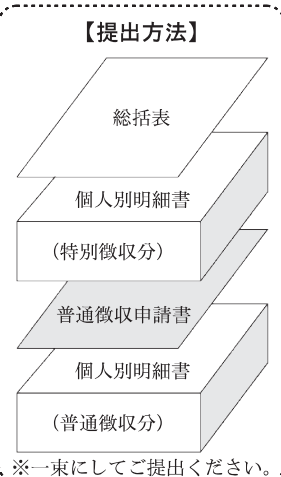 【提出方法】
総括表
個人別明細書
(特別徴収分)
普通徴収申請書
個人別明細書
(普通徴収分)
※一束にしてご提出ください。